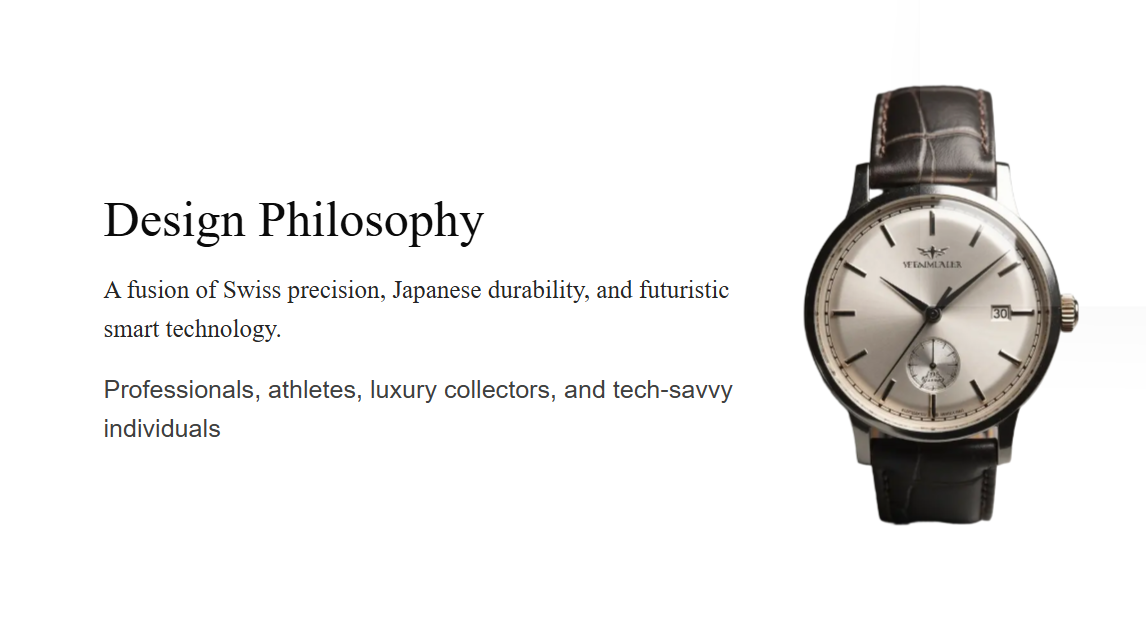 Design Philosophy
A fusion of Swiss precision, Japanese durability, and futuristic
smart technology.
Professionals, athletes, luxury collectors, and tech-savvy
individuals
30